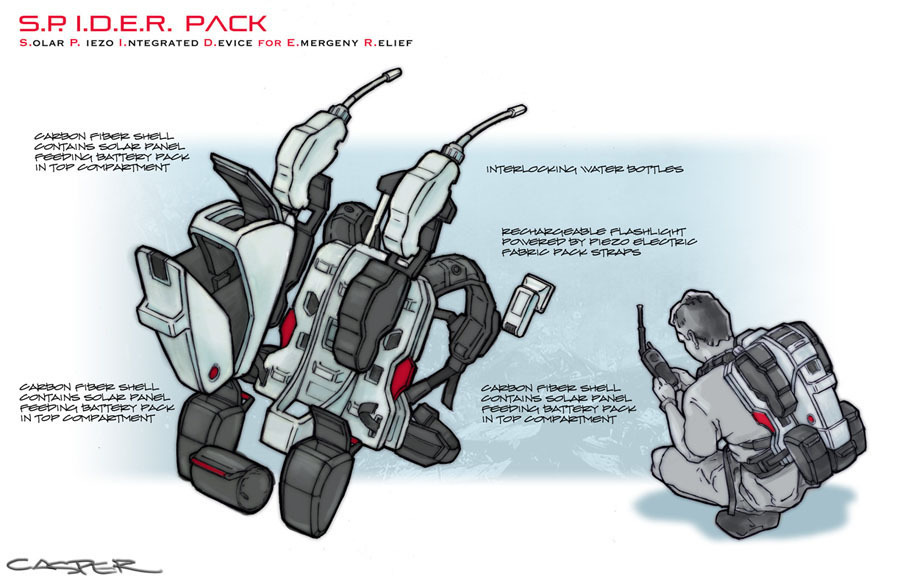 S.P I.D.E.R. PACK
S.OLAR P. IEZO I.NTEGRATED D.EVICE FOR E.MERGENY R.ELIEF
CARBON FIBER SHELL
CONTAINS SOLAR PANEL
FEEDING BATTERY PACK
IN TOP COMPARTMENT
INTERLOCKING WATER BOTTLES
RECHARGEABLE FLASHLIGHT
POWERED BY PIEZO ELECTRIC
FABRIC PACK STRAPS
CARBON FIBER SHELL
CONTAINS SOLAR PANEL
FEEDING BATTERY PACK
IN TOP COMPARTMENT
CARBON FIBER SHELL
CONTAINS SOLAR PANEL
FEEDING BATTERY PACK
IN TOP COMPARTMENT
CASPER